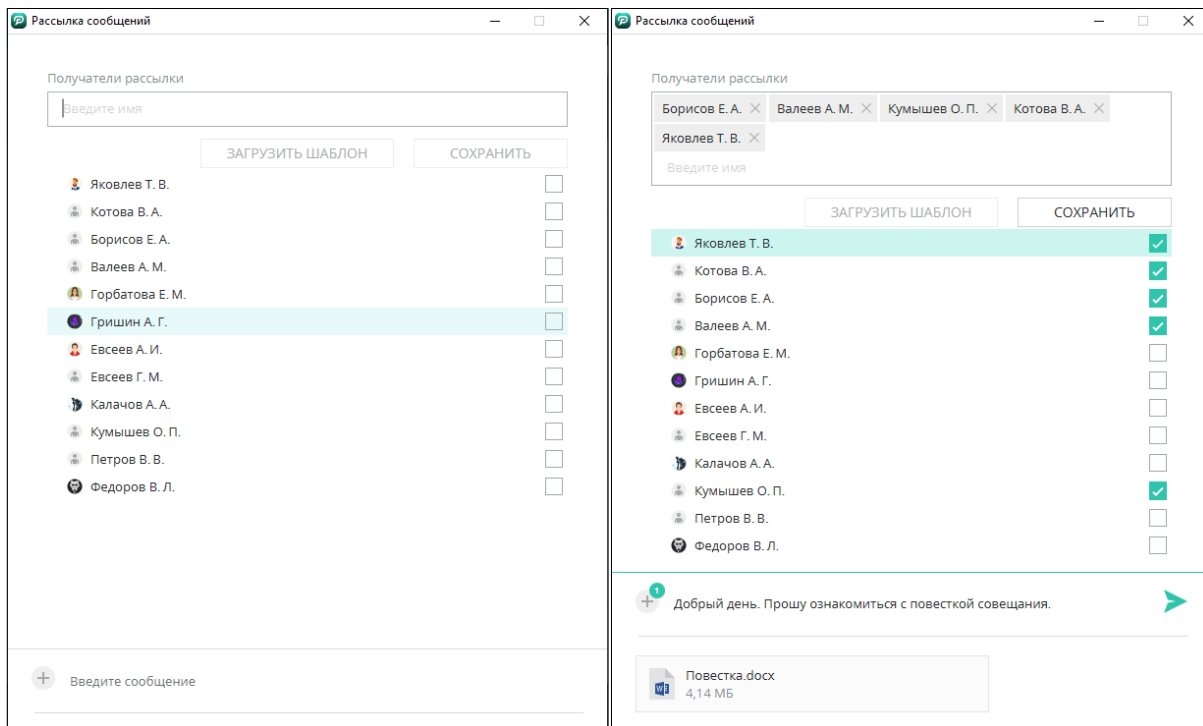 Рассылка сообщений
Получатели рассылки
Введите имя
ЗАГРУЗИТЬ ШАБЛОН СОХРАНИТЬ
Яковлев Т. В.
Котова В. А.
Борисов Е. А.
Валеев А. М.
Горбатова Е. М.
Гришин А. Г.
Евсеев А. И.
Евсеев Г. М.
Калачов А. А.
Кумышев О. П.
Петров В. В.
Федоров В. Л.
Введите сообщение
Рассылка сообщений
Получатели рассылки
Борисов Е. А. Валеев А. М. Кумышев О. П. Котова В. А.
Яковлев Т. В.
Введите имя
ЗАГРУЗИТЬ ШАБЛОН СОХРАНИТЬ
Яковлев Т. В.
Котова В. А.
Борисов Е. А.
Валеев А. М.
Горбатова Е. М.
Гришин А. Г.
Евсеев А. И.
Евсеев Г. М.
Калачов А. А.
Кумышев О. П.
Петров В. В.
Федоров В. Л.
1
Добрый день. Прошу ознакомиться с повесткой совещания.
W
Повестка.docx
4,14 МБ